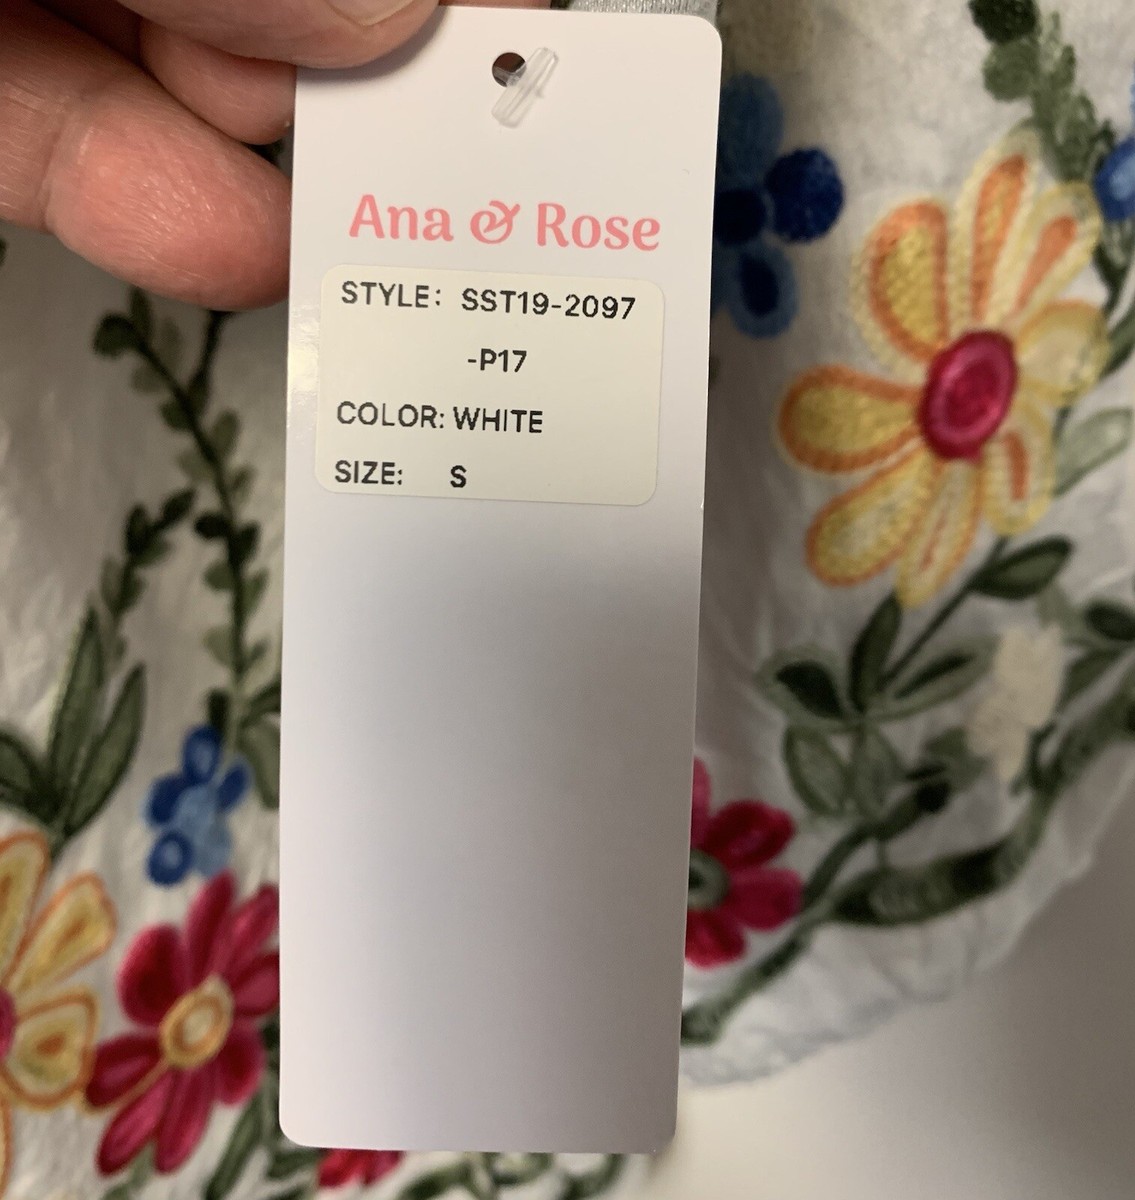 Ana & Rose
STYLE: SST19-2097
-P17
COLOR: WHITE
SIZE: S